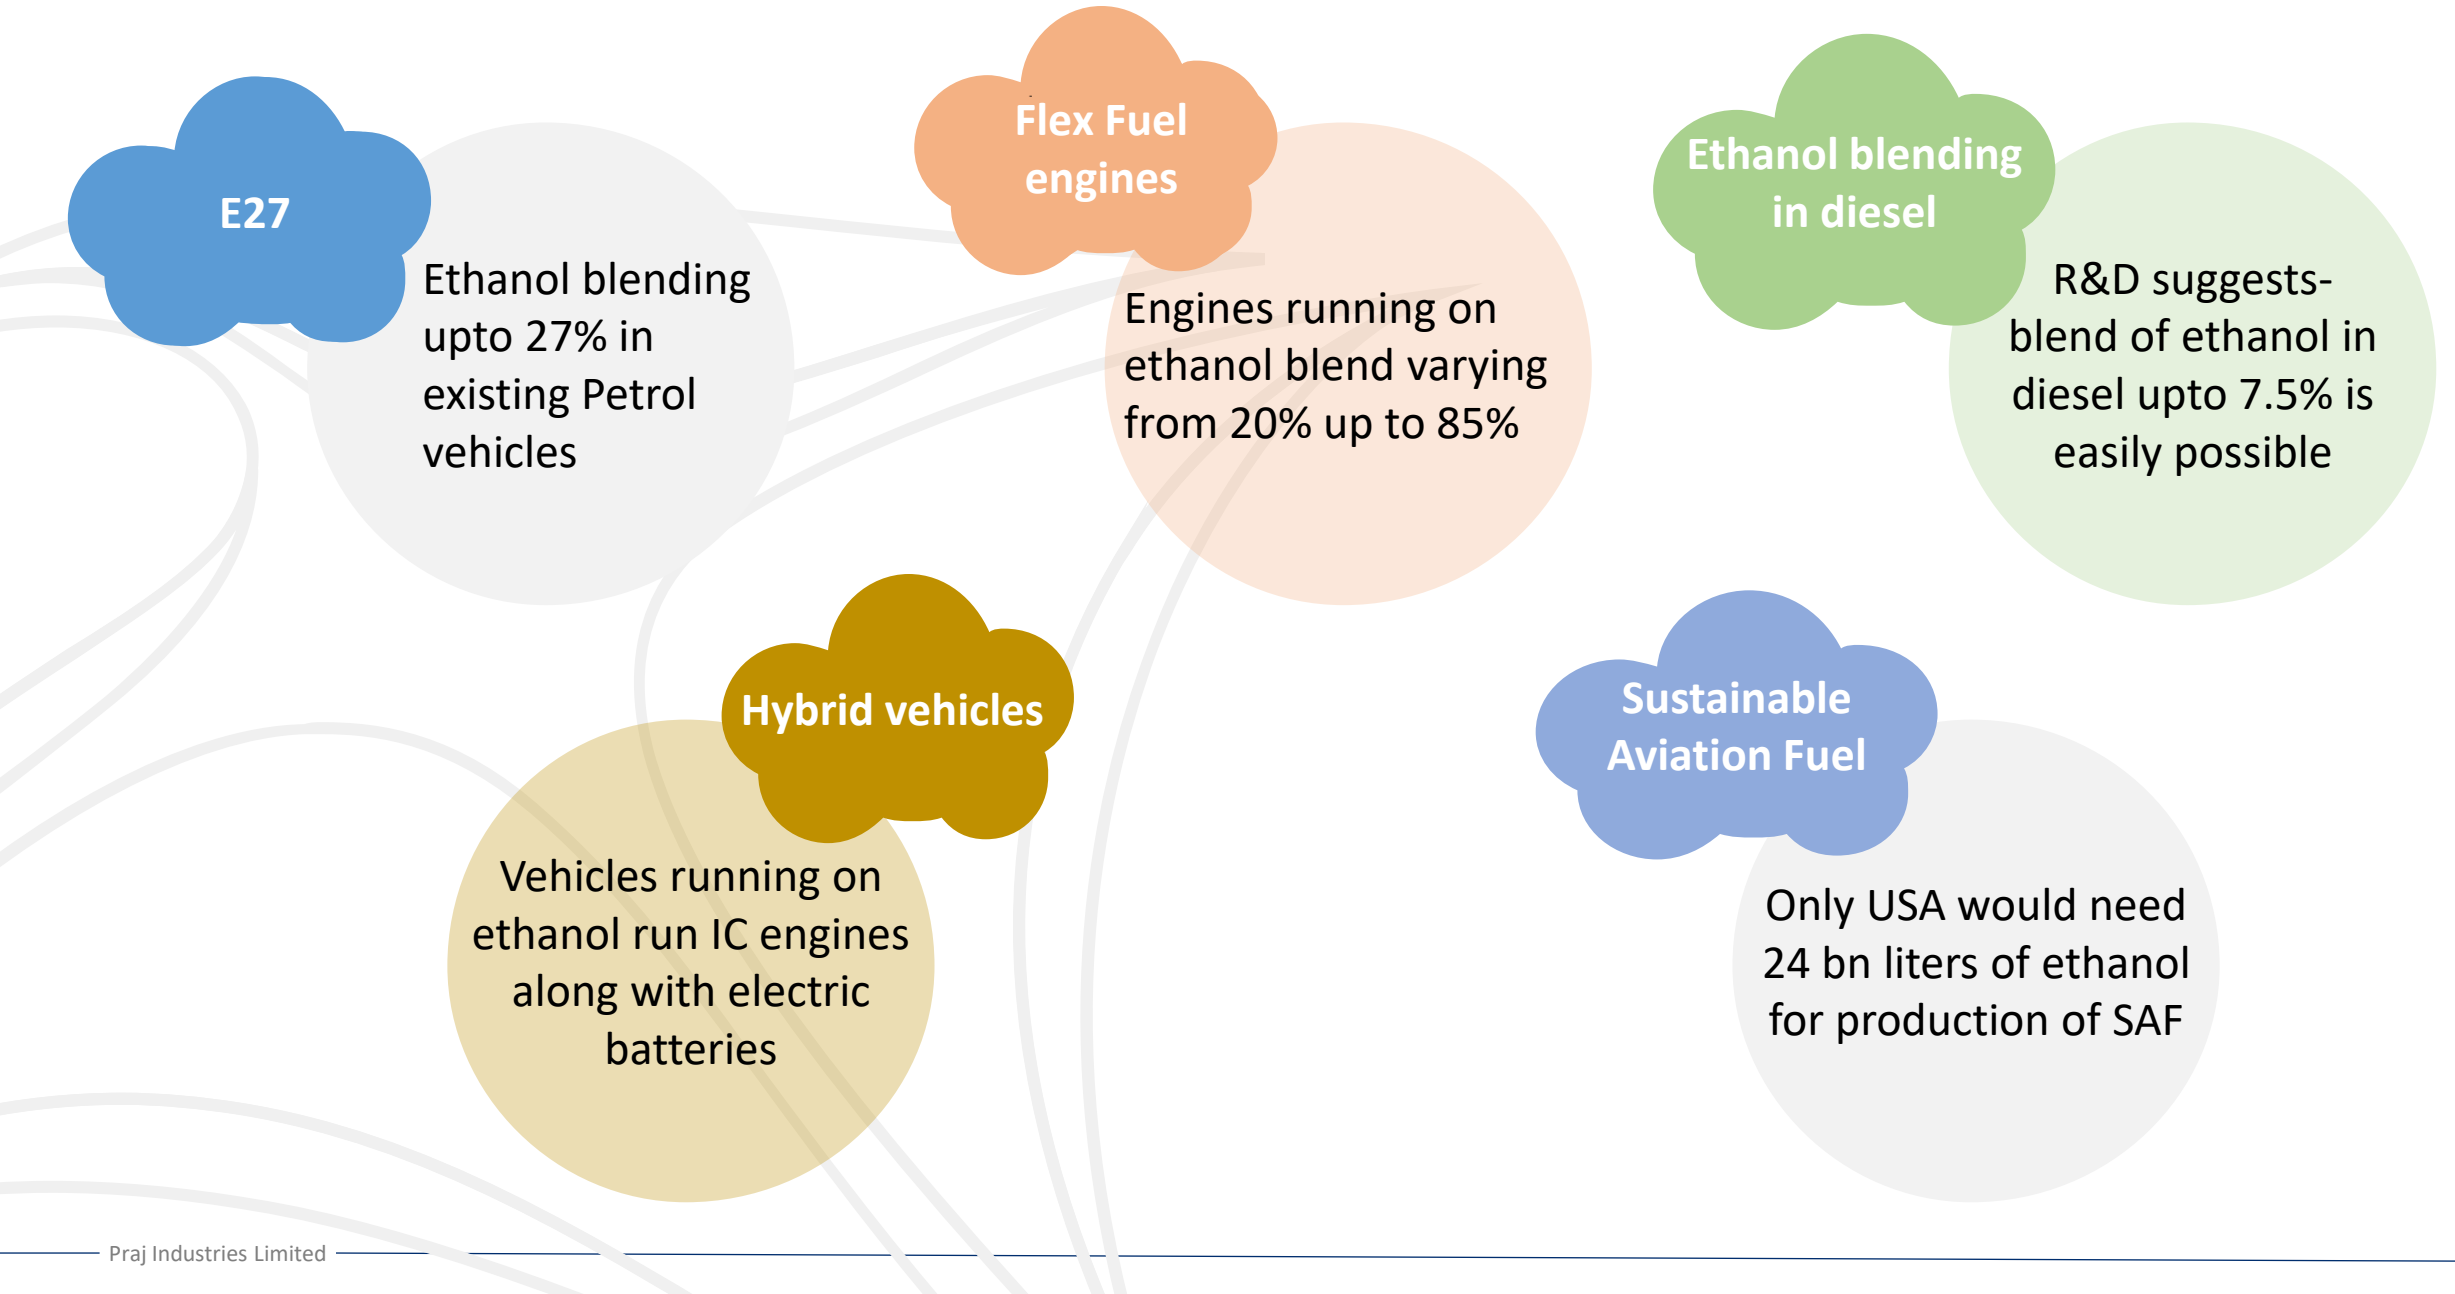 E27
Ethanol blending
upto 27% in
existing Petrol
vehicles
Flex Fuel
engines
Engines running on
ethanol blend varying
from 20% up to 85%
Ethanol blending
in diesel
R&D suggests-
blend of ethanol in
diesel upto 7.5% is
easily possible
Hybrid vehicles
Vehicles running on
ethanol run IC engines
along with electric
batteries
Sustainable
Aviation Fuel
Only USA would need
24 bn liters of ethanol
for production of SAF
Praj Industries Limited